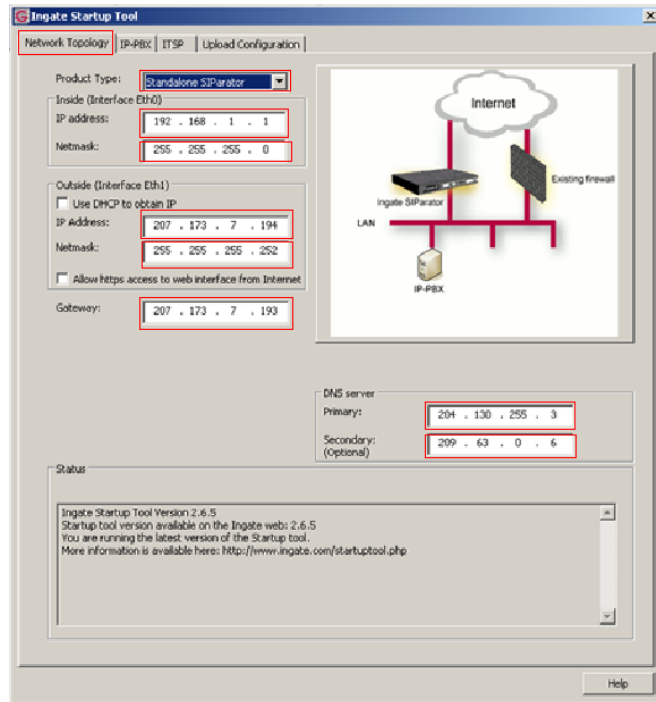 Ingate Startup Tool
Network Topology IP-PBX ITSP Upload Configuration
Product Type: Standalone SIParator
Inside (Interface Eth0)
IP address: 192 . 168 . 1 . 1
Netmask: 255 . 255 . 255 . 0
Outside (Interface Eth1)
Use DHCP to obtain IP
IP Address: 207 . 173 . 7 . 194
Netmask: 255 . 255 . 255 . 252
Allow https access to web interface from Internet
Gateway: 207 . 173 . 7 . 193
Internet
Ingate SIParator
Existing firewall
LAN
IP-PBX
DNS server
Primary: 204 . 130 . 255 . 3
Secondary: 209 . 63 . 0 . 6
(Optional)
Status
Ingate Startup Tool Version 2.6.5
Startup tool version available on the Ingate web: 2.6.5
You are running the latest version of the Startup tool.
More information is available here: http://www.ingate.com/startuptool.php
Help